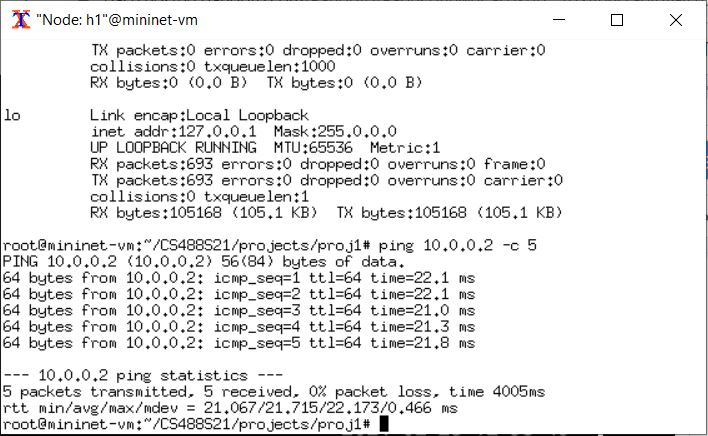 "Node: h1"@mininet-vm
TX packets:0 errors:0 dropped:0 overruns:0 carrier:0
collisions:0 txqueuelen:1000
RX bytes:0 (0.0 B)  TX bytes:0 (0.0 B)
lo        Link encap:Local Loopback
inet addr:127.0.0.1  Mask:255.0.0.0
UP LOOPBACK RUNNING  MTU:65536  Metric:1
RX packets:693 errors:0 dropped:0 overruns:0 frame:0
TX packets:693 errors:0 dropped:0 overruns:0 carrier:0
collisions:0 txqueuelen:1
RX bytes:105168 (105.1 KB)  TX bytes:105168 (105.1 KB)
root@mininet-vm:~/CS488S21/projects/proj1# ping 10.0.0.2 -c 5
PING 10.0.0.2 (10.0.0.2) 56(84) bytes of data.
64 bytes from 10.0.0.2: icmp_seq=1 ttl=64 time=22.1 ms
64 bytes from 10.0.0.2: icmp_seq=2 ttl=64 time=22.1 ms
64 bytes from 10.0.0.2: icmp_seq=3 ttl=64 time=21.0 ms
64 bytes from 10.0.0.2: icmp_seq=4 ttl=64 time=21.3 ms
64 bytes from 10.0.0.2: icmp_seq=5 ttl=64 time=21.8 ms
--- 10.0.0.2 ping statistics ---
5 packets transmitted, 5 received, 0% packet loss, time 4005ms
rtt min/avg/max/mdev = 21.067/21.715/22.173/0.466 ms
root@mininet-vm:~/CS488S21/projects/proj1#